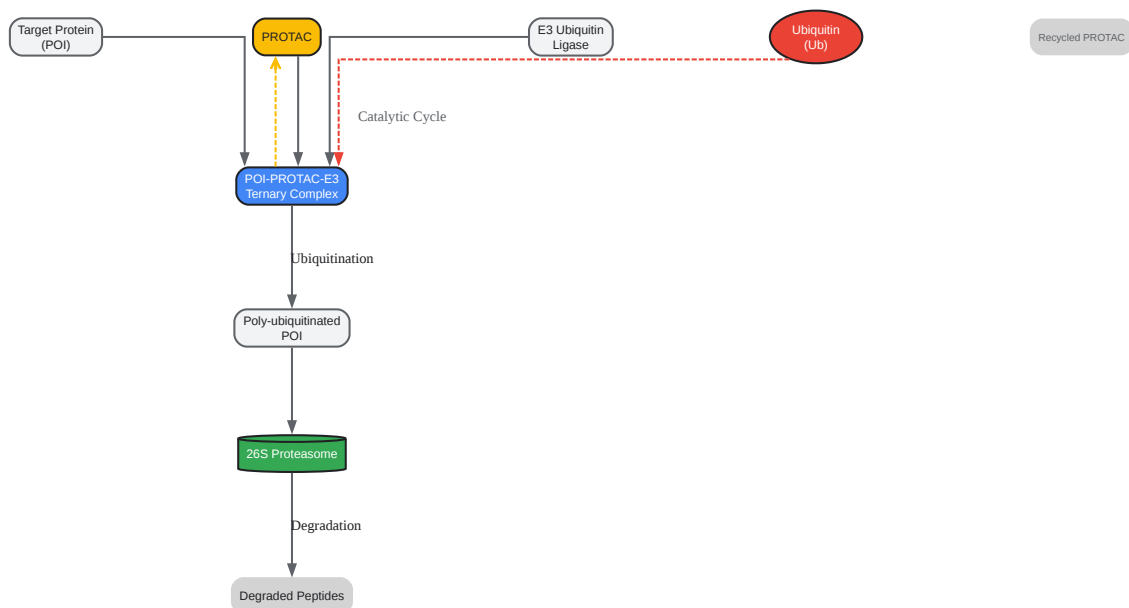 Target Protein
(POI)
PROTAC
E3 Ubiquitin
Ligase
Ubiquitin
(Ub)
Recycled PROTAC
Catalytic Cycle
POI-PROTAC-E3
Ternary Complex
Ubiquitination
Poly-ubiquitinated
POI
26S Proteasome
Degradation
Degraded Peptides